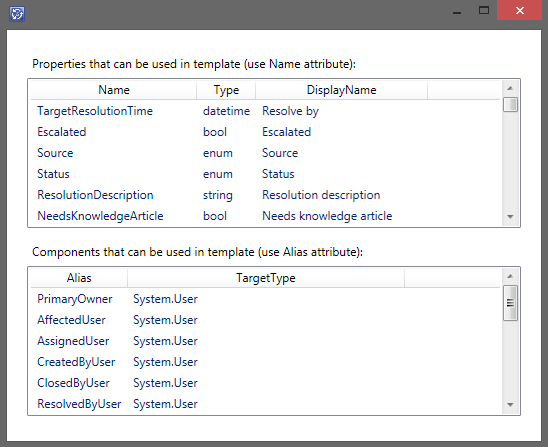 Properties that can be used in template (use Name attribute):
Name Type DisplayName
TargetResolutionTime datetime Resolve by
Escalated bool Escalated
Source enum Source
Status enum Status
ResolutionDescription string Resolution description
NeedsKnowledgeArticle bool Needs knowledge article
Components that can be used in template (use Alias attribute):
Alias TargetType
PrimaryOwner System.User
AffectedUser System.User
AssignedUser System.User
CreatedByUser System.User
ClosedByUser System.User
ResolvedByUser System.User